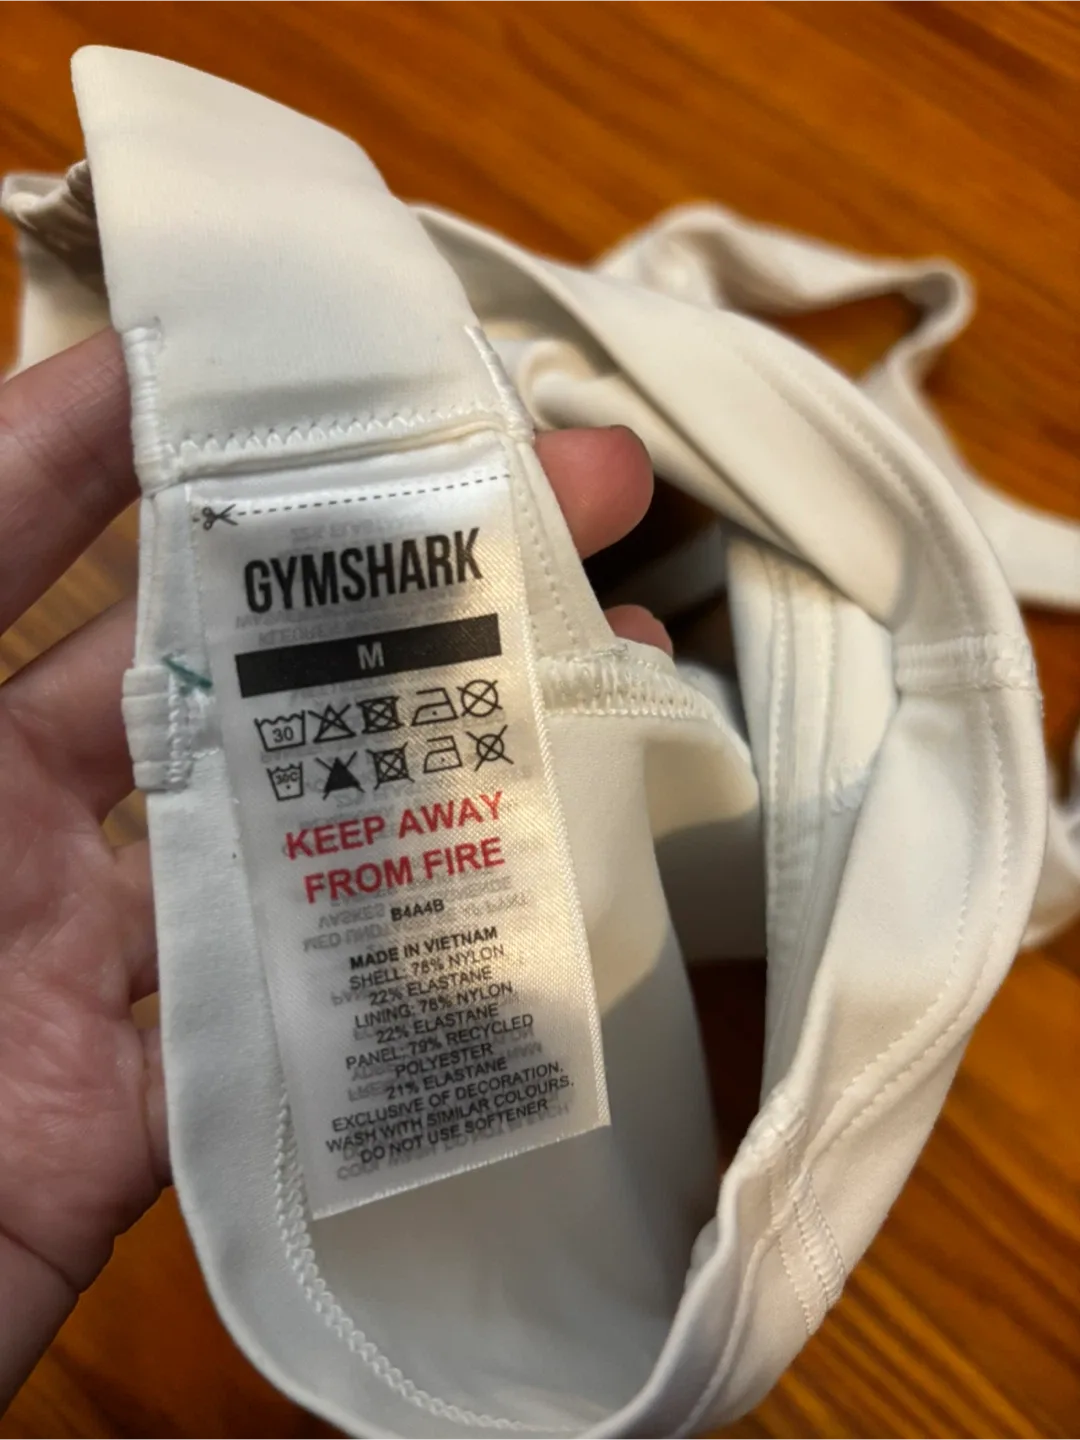 GYMSHARK
M
30
30C
KEEP AWAY
FROM FIRE
B4A4B
MADE IN VIETNAM
SHELL: 78% NYLON
22% ELASTANE
LINING: 78% NYLON
22% ELASTANE
PANEL: 79% RECYCLED
POLYESTER
21% ELASTANE
EXCLUSIVE OF DECORATION.
WASH WITH SIMILAR COLOURS.
DO NOT USE SOFTENER